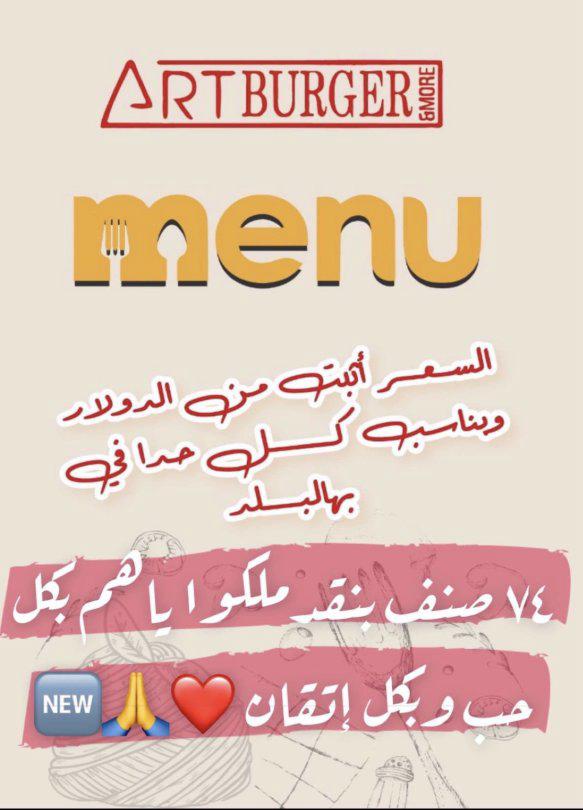 ART BURGER &MORE
menu
السعر أثبت من الدولار
وبناسب كل حدا في
بهالبلد
٧٤ صنف بنقدملكوا ياهم بكل
حب وبكل إتقان ❤️🙏🆕